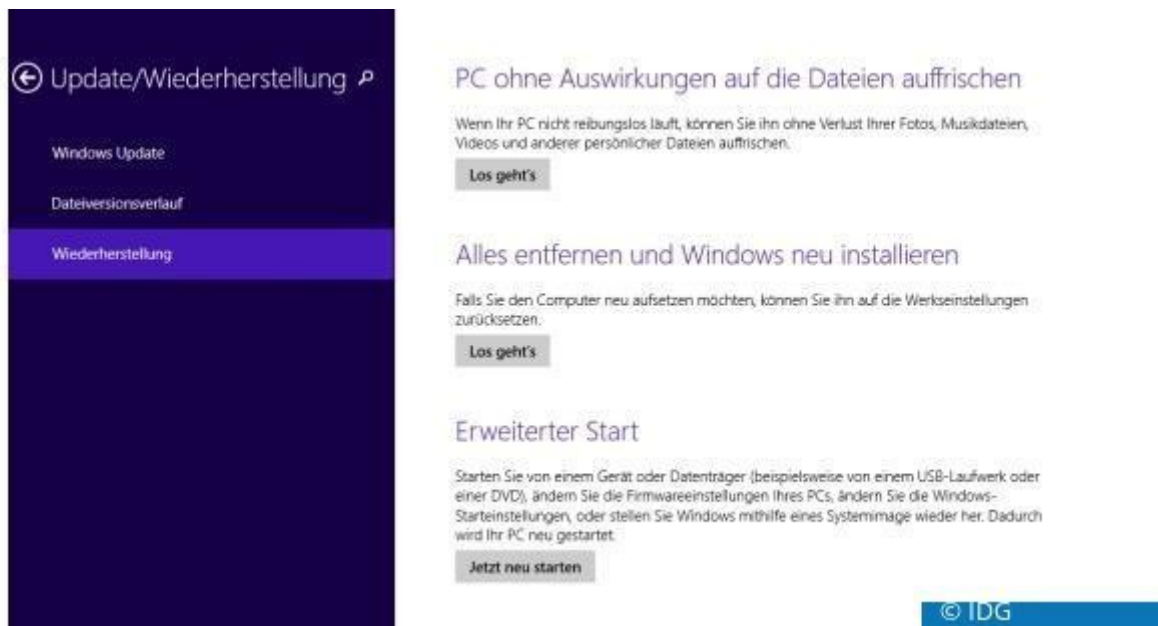 Update/Wiederherstellung
Windows Update
Dateiversionsverlauf
Wiederherstellung
PC ohne Auswirkungen auf die Dateien auffrischen
Wenn Ihr PC nicht reibungslos läuft, können Sie ihn ohne Verlust Ihrer Fotos, Musikdateien,
Videos und anderer persönlicher Dateien auffrischen.
Los geht's
Alles entfernen und Windows neu installieren
Falls Sie den Computer neu aufsetzen möchten, können Sie ihn auf die Werkseinstellungen
zurücksetzen.
Los geht's
Erweiterter Start
Starten Sie von einem Gerät oder Datenträger (beispielsweise von einem USB-Laufwerk oder
einer DVD), ändern Sie die Firmwareeinstellungen Ihres PCs, ändern Sie die Windows-
Starteinstellungen, oder stellen Sie Windows mithilfe eines Systemimage wieder her. Dadurch
wird Ihr PC neu gestartet.
Jetzt neu starten
© IDG